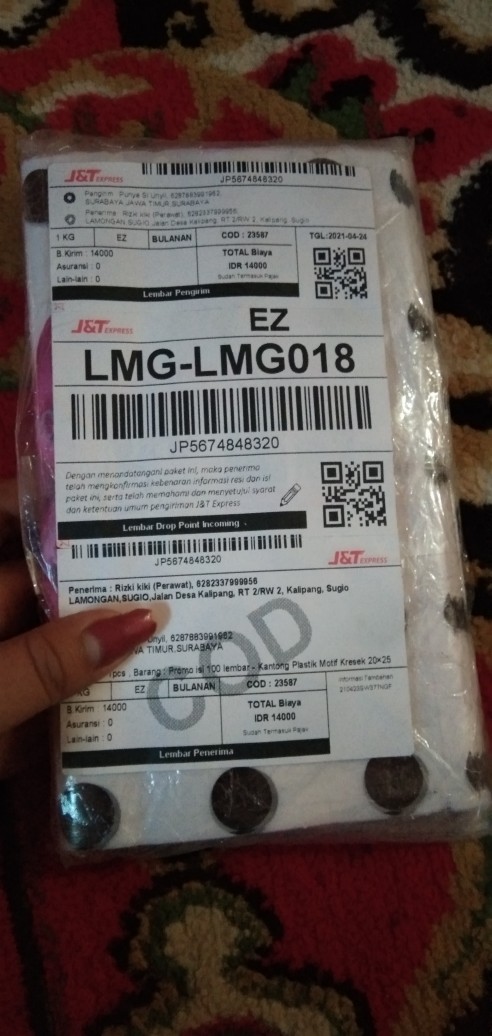 J&T EXPRESS
JP5674848320
Pengirim : Punya Si Unyil, 6287883991962
SURABAYA,JAWA TIMUR,SURABAYA
Penerima : Rizki kiki (Perawat), 6282337999956
LAMONGAN,SUGIO,Jalan Desa Kalipang, RT 2/RW 2, Kalipang, Sugio
1 KG EZ BULANAN COD : 23587 TGL:2021-04-24
B.Kirim : 14000 TOTAL Biaya
Asuransi : 0 IDR 14000
Lain-lain : 0 Sudah Termasuk Pajak
Lembar Pengirim
J&T EXPRESS EZ
LMG-LMG018
JP5674848320
Dengan menandatangani paket ini, maka penerima
telah mengkonfirmasi kebenaran informasi resi dan isi
paket ini, serta telah memahami dan menyetujui syarat
dan ketentuan umum pengiriman J&T Express
Lembar Drop Point Incoming
JP5674848320 J&T EXPRESS
Penerima : Rizki kiki (Perawat), 6282337999956
LAMONGAN,SUGIO,Jalan Desa Kalipang, RT 2/RW 2, Kalipang, Sugio
Unyil, 6287883991962
TIMUR,SURABAYA
COD
1pcs , Barang : Promo isi 100 lembar - Kantong Plastik Motif Kresek 20×25
KG EZ BULANAN COD : 23587 Informasi Tambahan
B.Kirim : 14000 TOTAL Biaya
Asuransi : 0 IDR 14000
Lain-lain : 0 Sudah Termasuk Pajak
Lembar Penerima